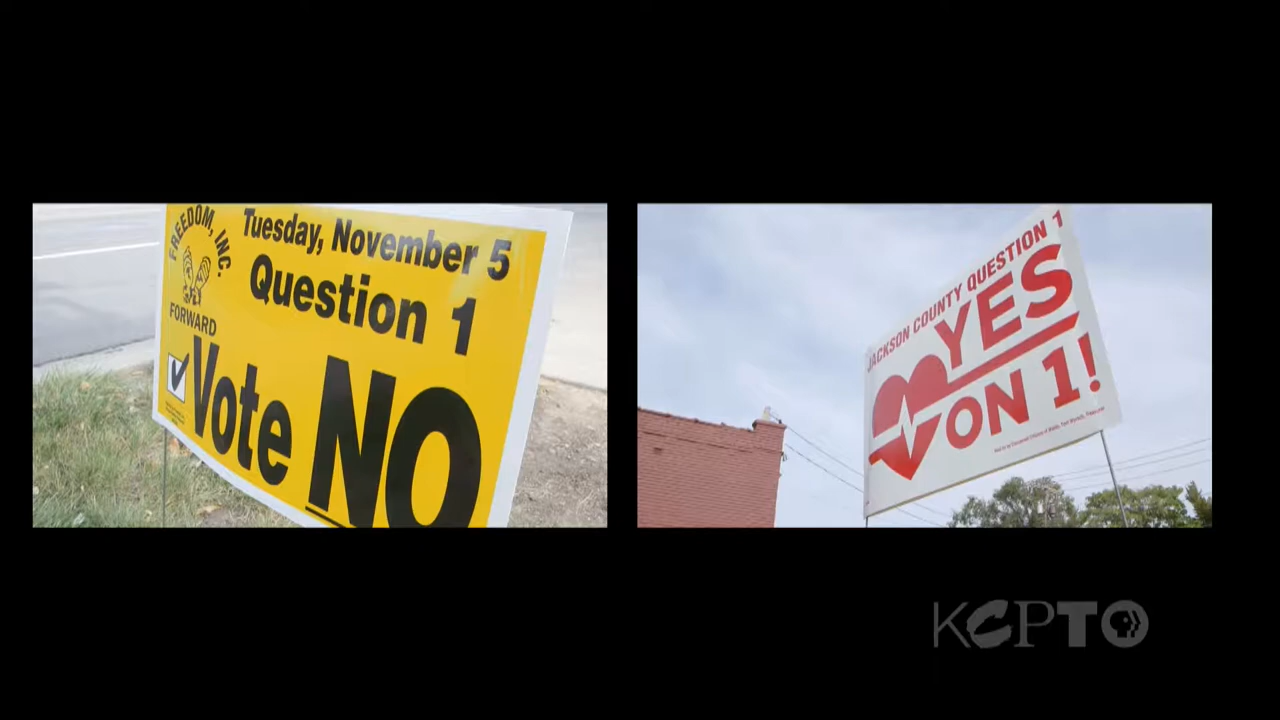 FREEDOM, INC.
FORWARD
Tuesday, November 5
Question 1
Vote NO
JACKSON COUNTY QUESTION 1
YES
ON 1!
KCPT